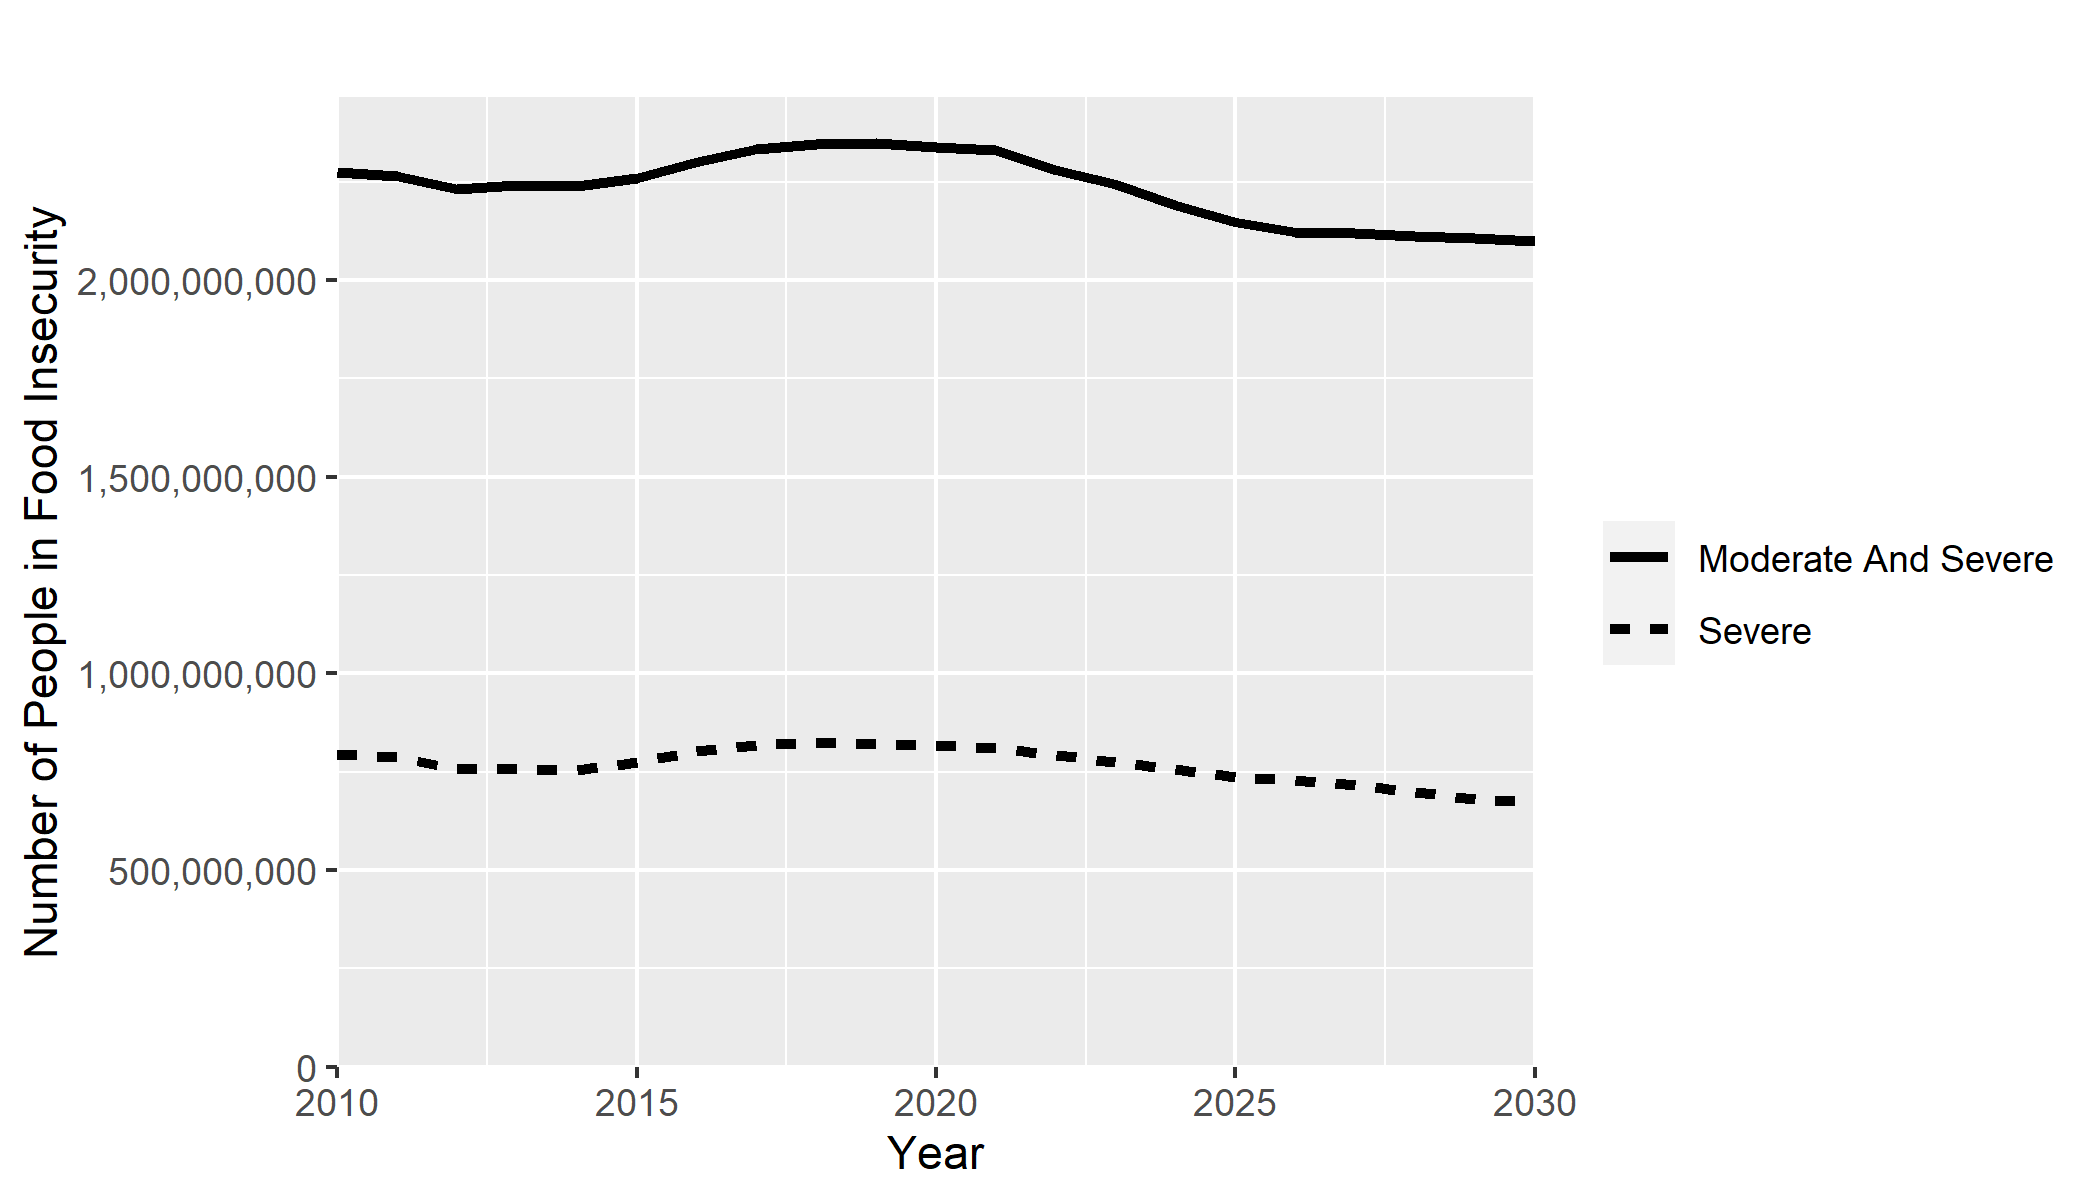 Number of People in Food Insecurity
2,000,000,000
1,500,000,000
1,000,000,000
500,000,000
0
2010 2015 2020 2025 2030
Year
Moderate And Severe
Severe